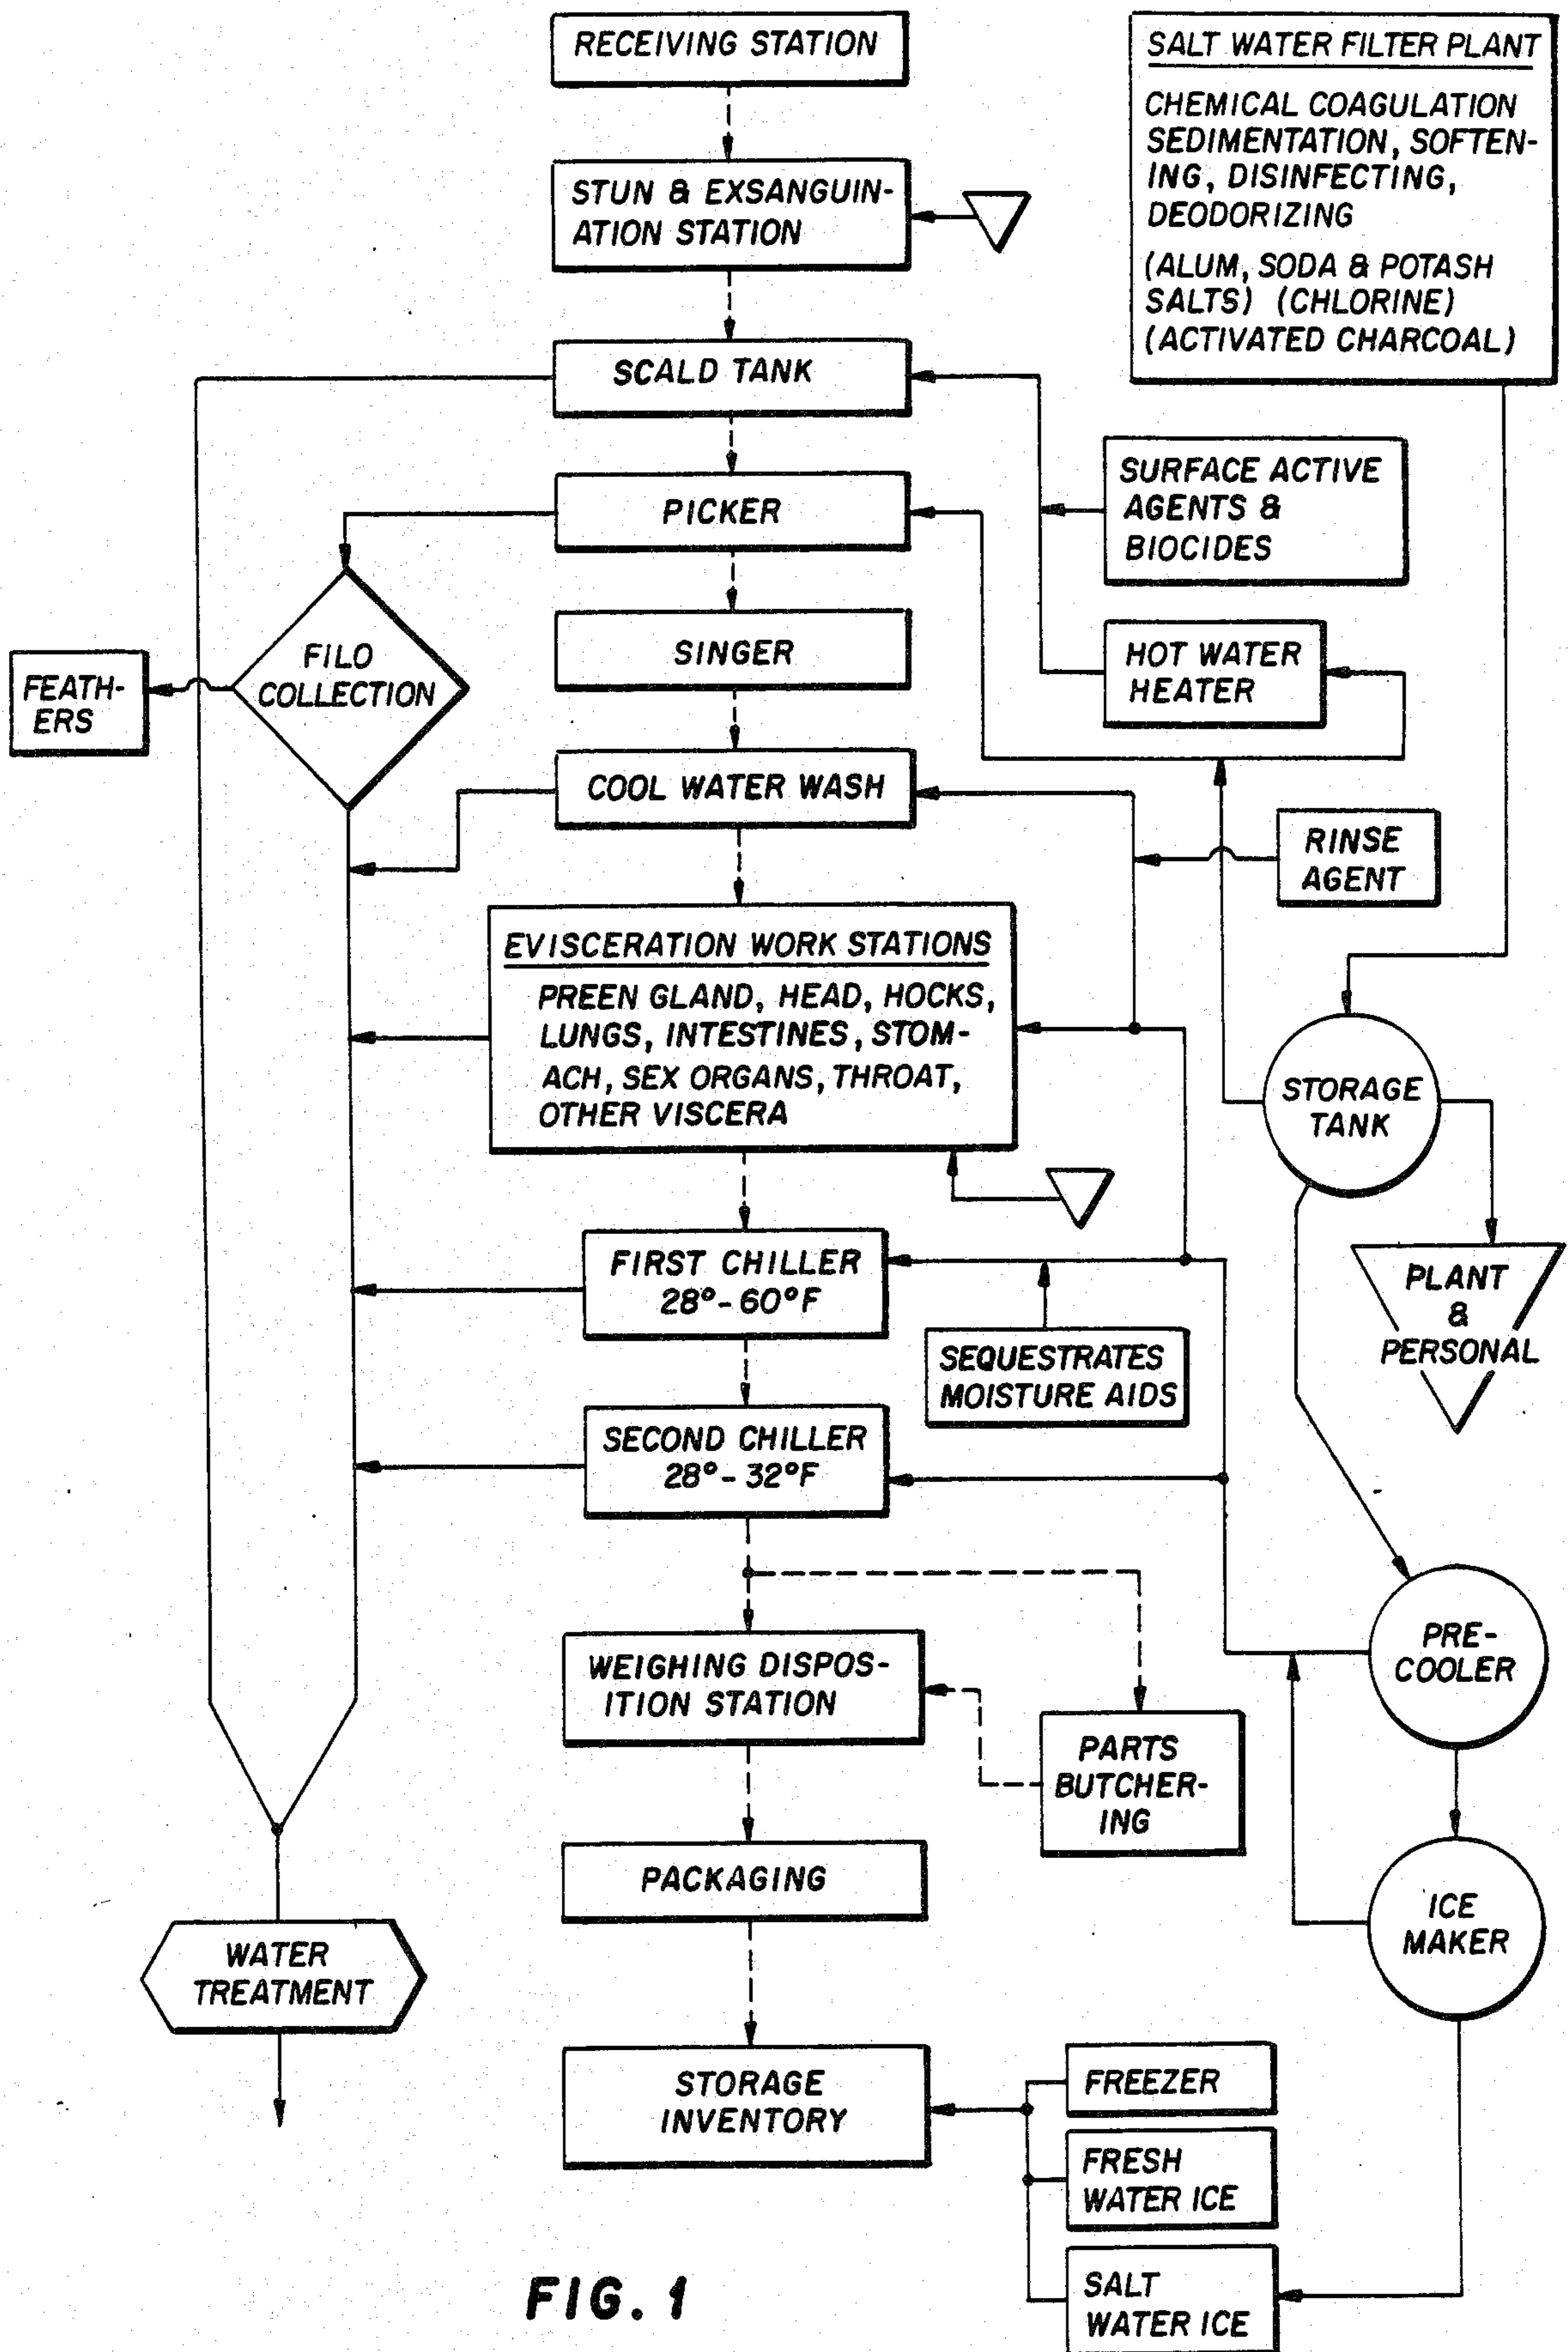 RECEIVING STATION
SALT WATER FILTER PLANT
CHEMICAL COAGULATION
SEDIMENTATION, SOFTEN-
ING, DISINFECTING,
DEODORIZING
(ALUM, SODA & POTASH
SALTS) (CHLORINE)
(ACTIVATED CHARCOAL)
STUN & EXSANGUIN-
ATION STATION
SCALD TANK
SURFACE ACTIVE
AGENTS &
BIOCIDES
PICKER
FILO
COLLECTION
FEATH-
ERS
SINGER
HOT WATER
HEATER
COOL WATER WASH
RINSE
AGENT
EVISCERATION WORK STATIONS
PREEN GLAND, HEAD, HOCKS,
LUNGS, INTESTINES, STOM-
ACH, SEX ORGANS, THROAT,
OTHER VISCERA
STORAGE
TANK
FIRST CHILLER
28°-60°F
PLANT
&
PERSONAL
SEQUESTRATES
MOISTURE AIDS
SECOND CHILLER
28°-32°F
WEIGHING DISPOS-
ITION STATION
PRE-
COOLER
PARTS
BUTCHER-
ING
PACKAGING
ICE
MAKER
WATER
TREATMENT
STORAGE
INVENTORY
FREEZER
FRESH
WATER ICE
SALT
WATER ICE
FIG. 1